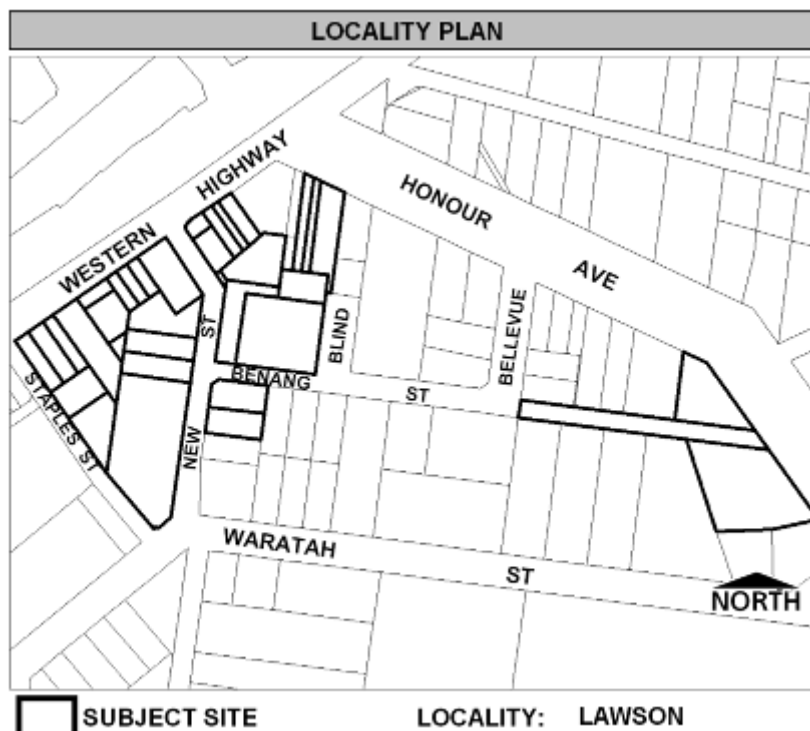 LOCALITY PLAN
WESTERN HIGHWAY
HONOUR AVE
STAPLES ST
NEW ST
BENANG ST
BLIND
BELLEVUE
WARATAH ST
NORTH
SUBJECT SITE
LOCALITY: LAWSON